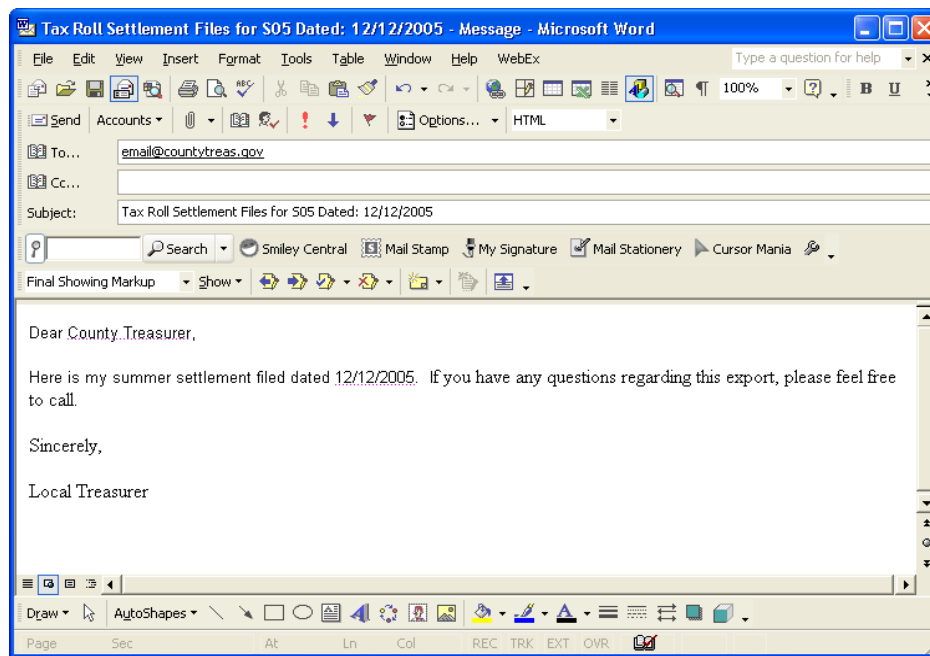 Tax Roll Settlement Files for S05 Dated: 12/12/2005 - Message - Microsoft Word
File Edit View Insert Format Tools Table Window Help WebEx Type a question for help
ABC 100% B U
Send Accounts Options... HTML
To... email@countytreas.gov
Cc...
Subject: Tax Roll Settlement Files for S05 Dated: 12/12/2005
Search Smiley Central Mail Stamp My Signature Mail Stationery Cursor Mania
Final Showing Markup Show
Dear County Treasurer,
Here is my summer settlement filed dated 12/12/2005. If you have any questions regarding this export, please feel free
to call.
Sincerely,
Local Treasurer
Draw AutoShapes
Page Sec At Ln Col REC TRK EXT OVR